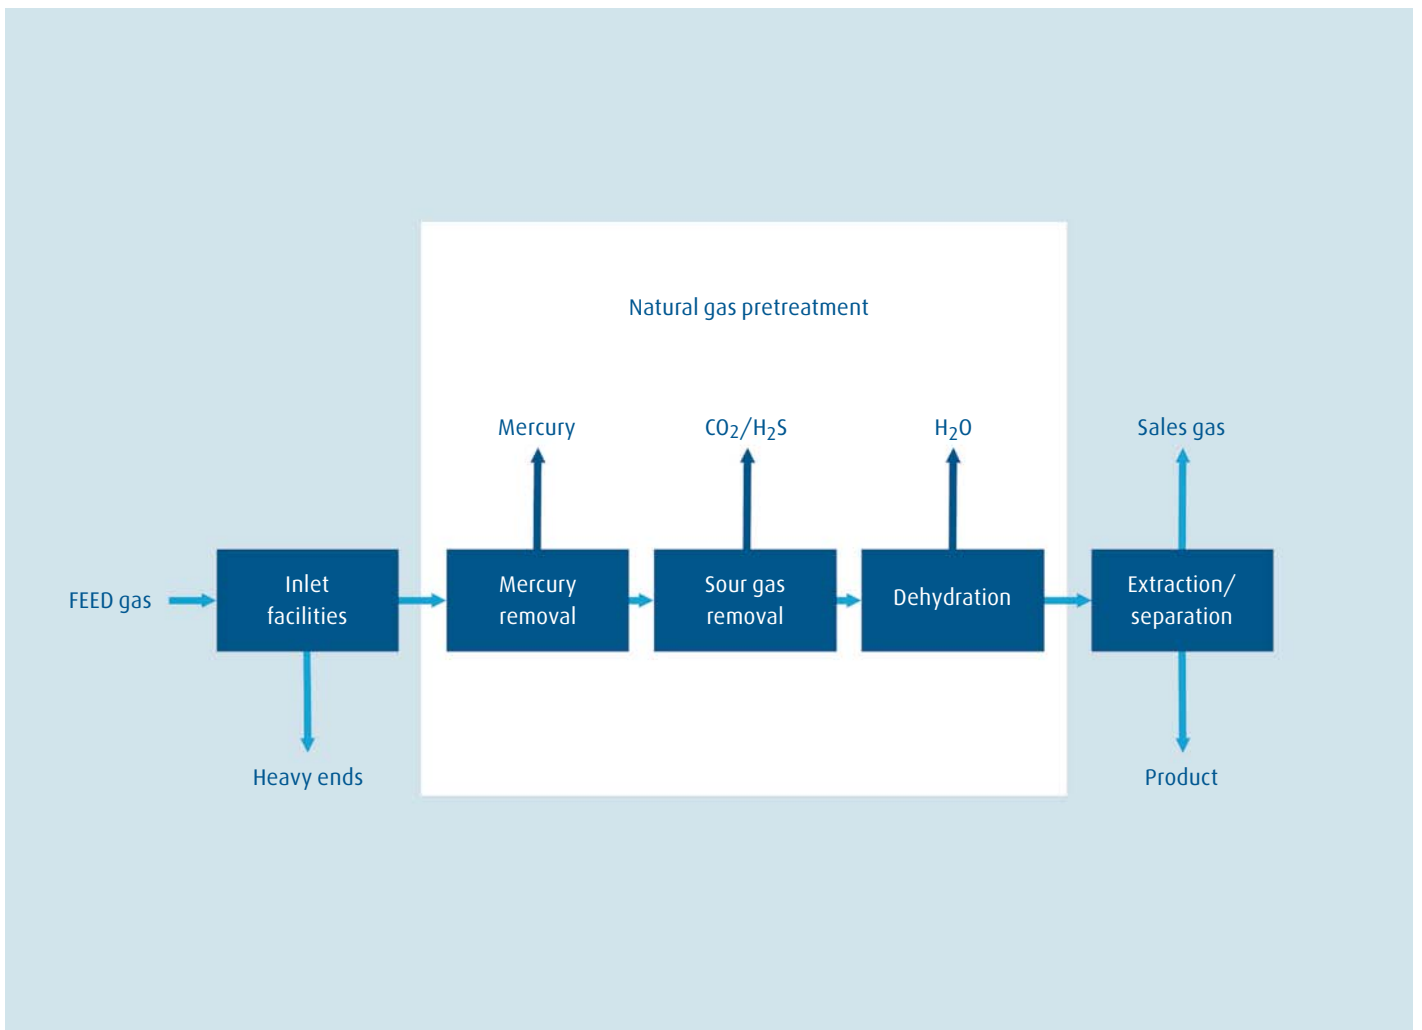 Natural gas pretreatment
Mercury
CO₂/H₂S
H₂O
Sales gas
FEED gas
Inlet
facilities
Mercury
removal
Sour gas
removal
Dehydration
Extraction/
separation
Heavy ends
Product